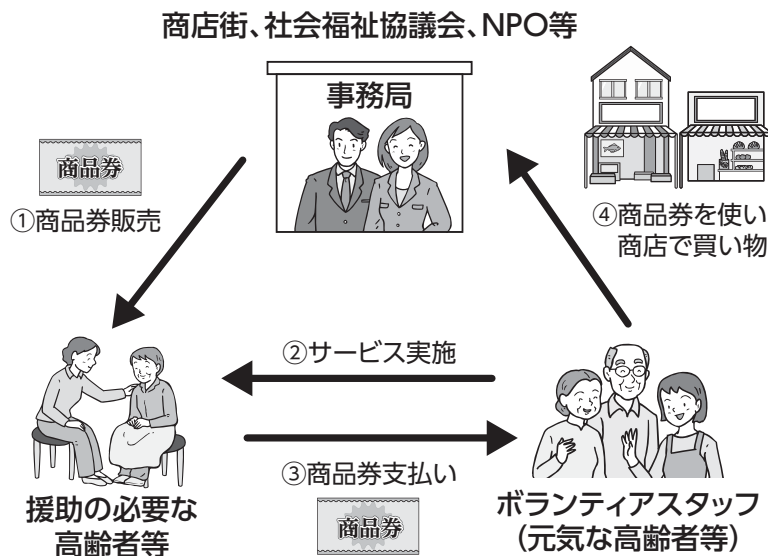 商店街、社会福祉協議会、NPO等
事務局
商品券
①商品券販売
④商品券を使い
商店で買い物
②サービス実施
③商品券支払い
商品券
援助の必要な
高齢者等
ボランティアスタッフ
(元気な高齢者等)